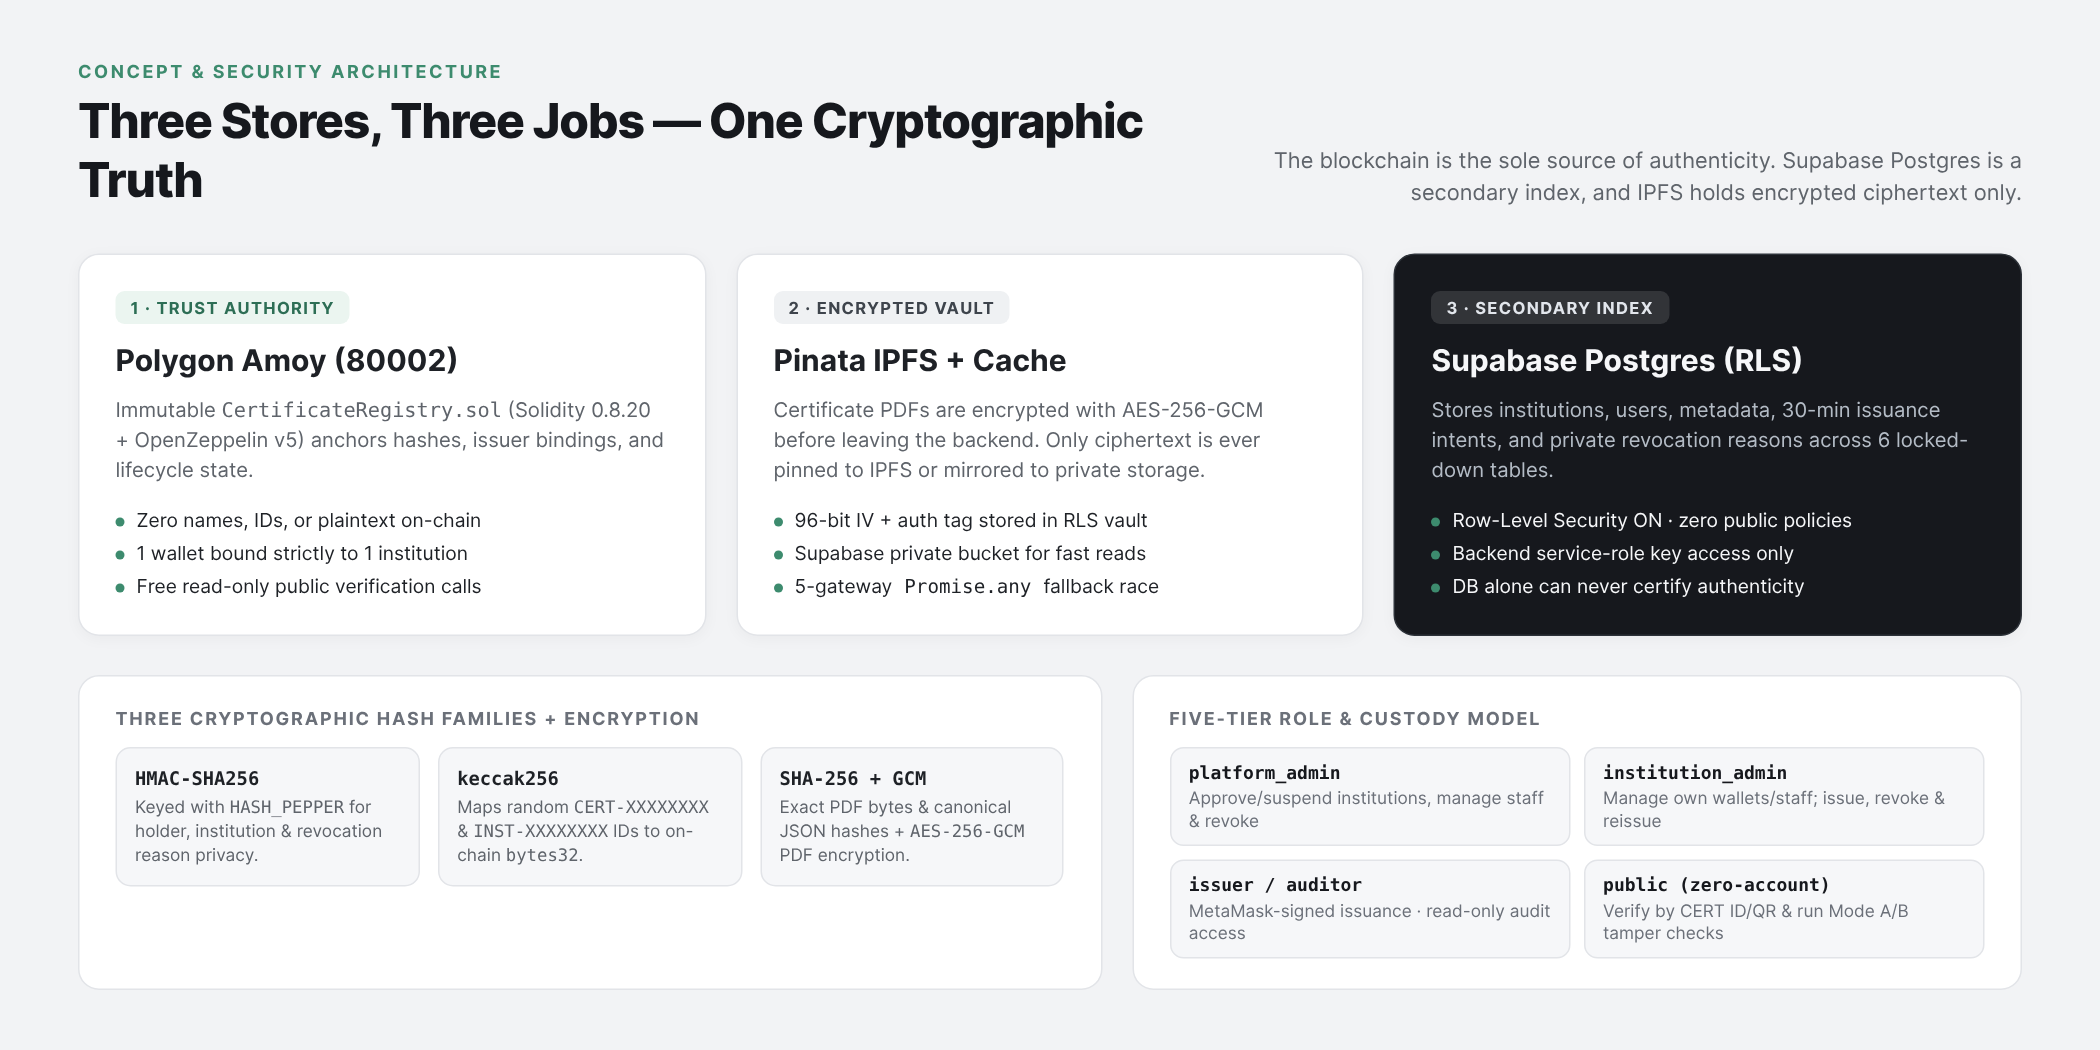 CONCEPT & SECURITY ARCHITECTURE
Three Stores, Three Jobs — One Cryptographic
Truth
The blockchain is the sole source of authenticity. Supabase Postgres is a
secondary index, and IPFS holds encrypted ciphertext only.
1 · TRUST AUTHORITY
Polygon Amoy (80002)
Immutable CertificateRegistry.sol (Solidity 0.8.20
+ OpenZeppelin v5) anchors hashes, issuer bindings, and
lifecycle state.
Zero names, IDs, or plaintext on-chain
1 wallet bound strictly to 1 institution
Free read-only public verification calls
2 · ENCRYPTED VAULT
Pinata IPFS + Cache
Certificate PDFs are encrypted with AES-256-GCM
before leaving the backend. Only ciphertext is ever
pinned to IPFS or mirrored to private storage.
96-bit IV + auth tag stored in RLS vault
Supabase private bucket for fast reads
5-gateway Promise.any fallback race
3 · SECONDARY INDEX
Supabase Postgres (RLS)
Stores institutions, users, metadata, 30-min issuance
intents, and private revocation reasons across 6 locked-
down tables.
Row-Level Security ON · zero public policies
Backend service-role key access only
DB alone can never certify authenticity
THREE CRYPTOGRAPHIC HASH FAMILIES + ENCRYPTION
HMAC-SHA256
Keyed with HASH_PEPPER for
holder, institution & revocation
reason privacy.
keccak256
Maps random CERT-XXXXXXXX
& INST-XXXXXXXX IDs to on-
chain bytes32.
SHA-256 + GCM
Exact PDF bytes & canonical
JSON hashes + AES-256-GCM
PDF encryption.
FIVE-TIER ROLE & CUSTODY MODEL
platform_admin
Approve/suspend institutions, manage staff
& revoke
institution_admin
Manage own wallets/staff; issue, revoke &
reissue
issuer / auditor
MetaMask-signed issuance · read-only audit
access
public (zero-account)
Verify by CERT ID/QR & run Mode A/B
tamper checks